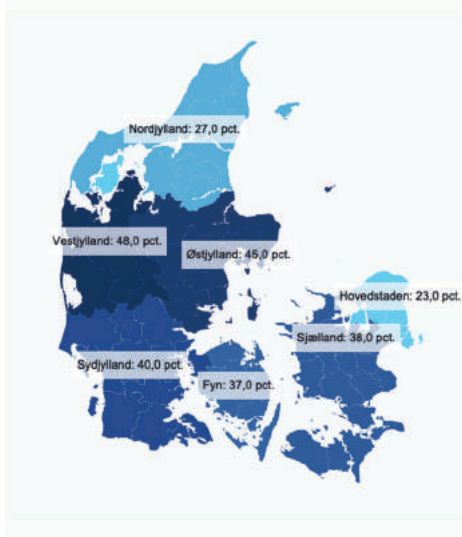 Nordjylland: 27,0 pct.
Vestjylland: 48,0 pct.
Østjylland: 45,0 pct.
Hovedstaden: 23,0 pct.
Sjælland: 38,0 pct.
Sydjylland: 40,0 pct.
Fyn: 37,0 pct.